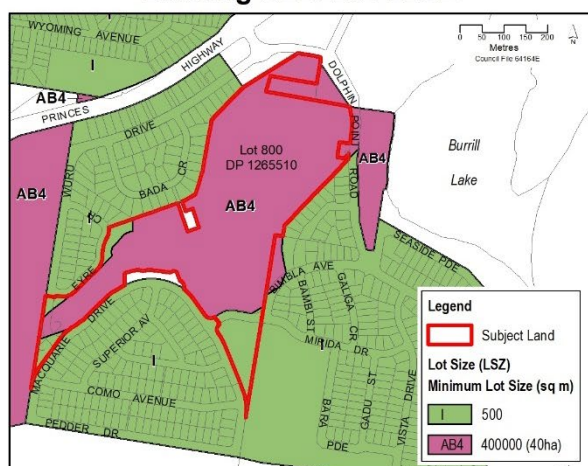 WYOMING AVENUE
I
HIGHWAY
PRINCES
AB4
0 50 100 150 200
Metres
Council File 64164E
N
DOLPHIN
POINT
ROAD
DRIVE
Lot 800
DP 1265510
AB4
AB4
AB4
Burrill
Lake
WURU
BADA CR
I
EYRE
DRIVE
MACQUARIE
SUPERIOR AV
I
COMO AVENUE
PEDDER DR
BIMBLA AVE
BAMBI ST
GALIGA CR
MIRIDA DR
I
SEASIDE PDE
BARA
PDE
GADU ST
VISTA DRIVE
Legend
Subject Land
Lot Size (LSZ)
Minimum Lot Size (sq m)
I 500
AB4 400000 (40ha)